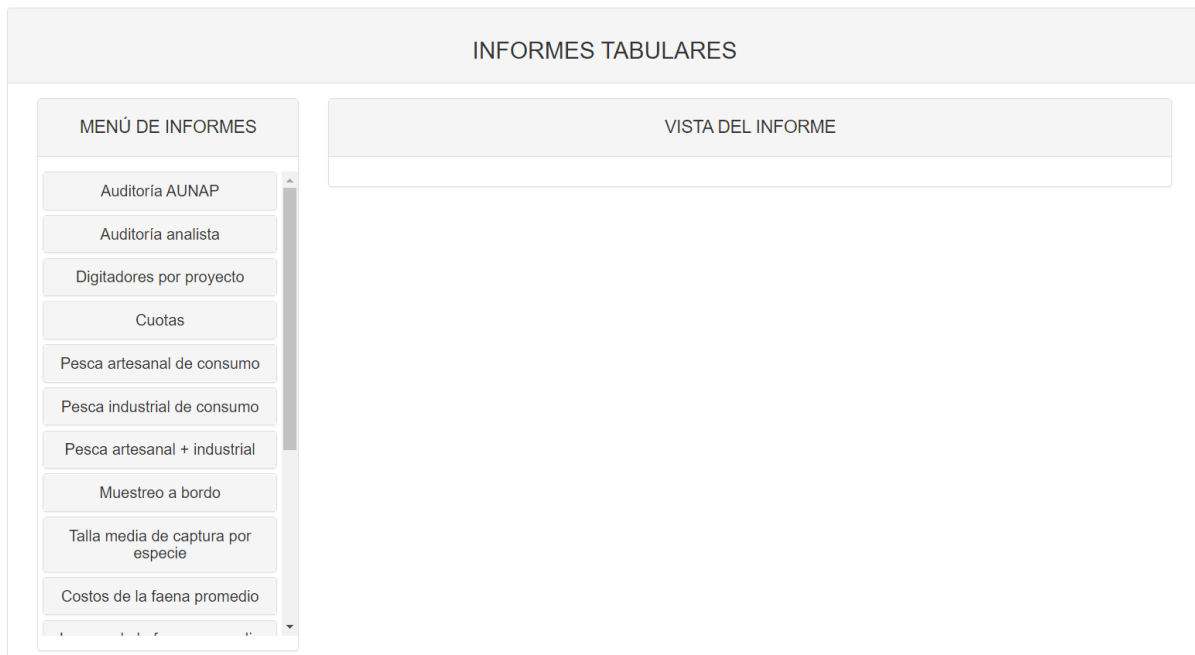 INFORMES TABULARES
MENÚ DE INFORMES
Auditoría AUNAP
Auditoría analista
Digitadores por proyecto
Cuotas
Pesca artesanal de consumo
Pesca industrial de consumo
Pesca artesanal + industrial
Muestreo a bordo
Talla media de captura por
especie
Costos de la faena promedio
VISTA DEL INFORME